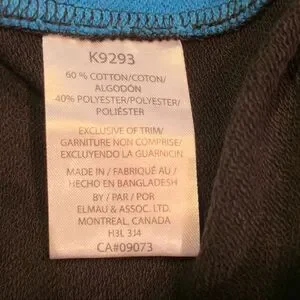 K9293
60 % COTTON/COTON/
ALGODÓN
40% POLYESTER/POLYESTER/
POLIÉSTER
EXCLUSIVE OF TRIM/
GARNITURE NON COMPRISE/
EXCLUYENDO LA GUARNICIN
MADE IN / FABRIQUÉ AU /
HECHO EN BANGLADESH
BY / PAR / POR
ELMAU & ASSOC. LTD.
MONTREAL, CANADA
H3L 3J4
CA#09073